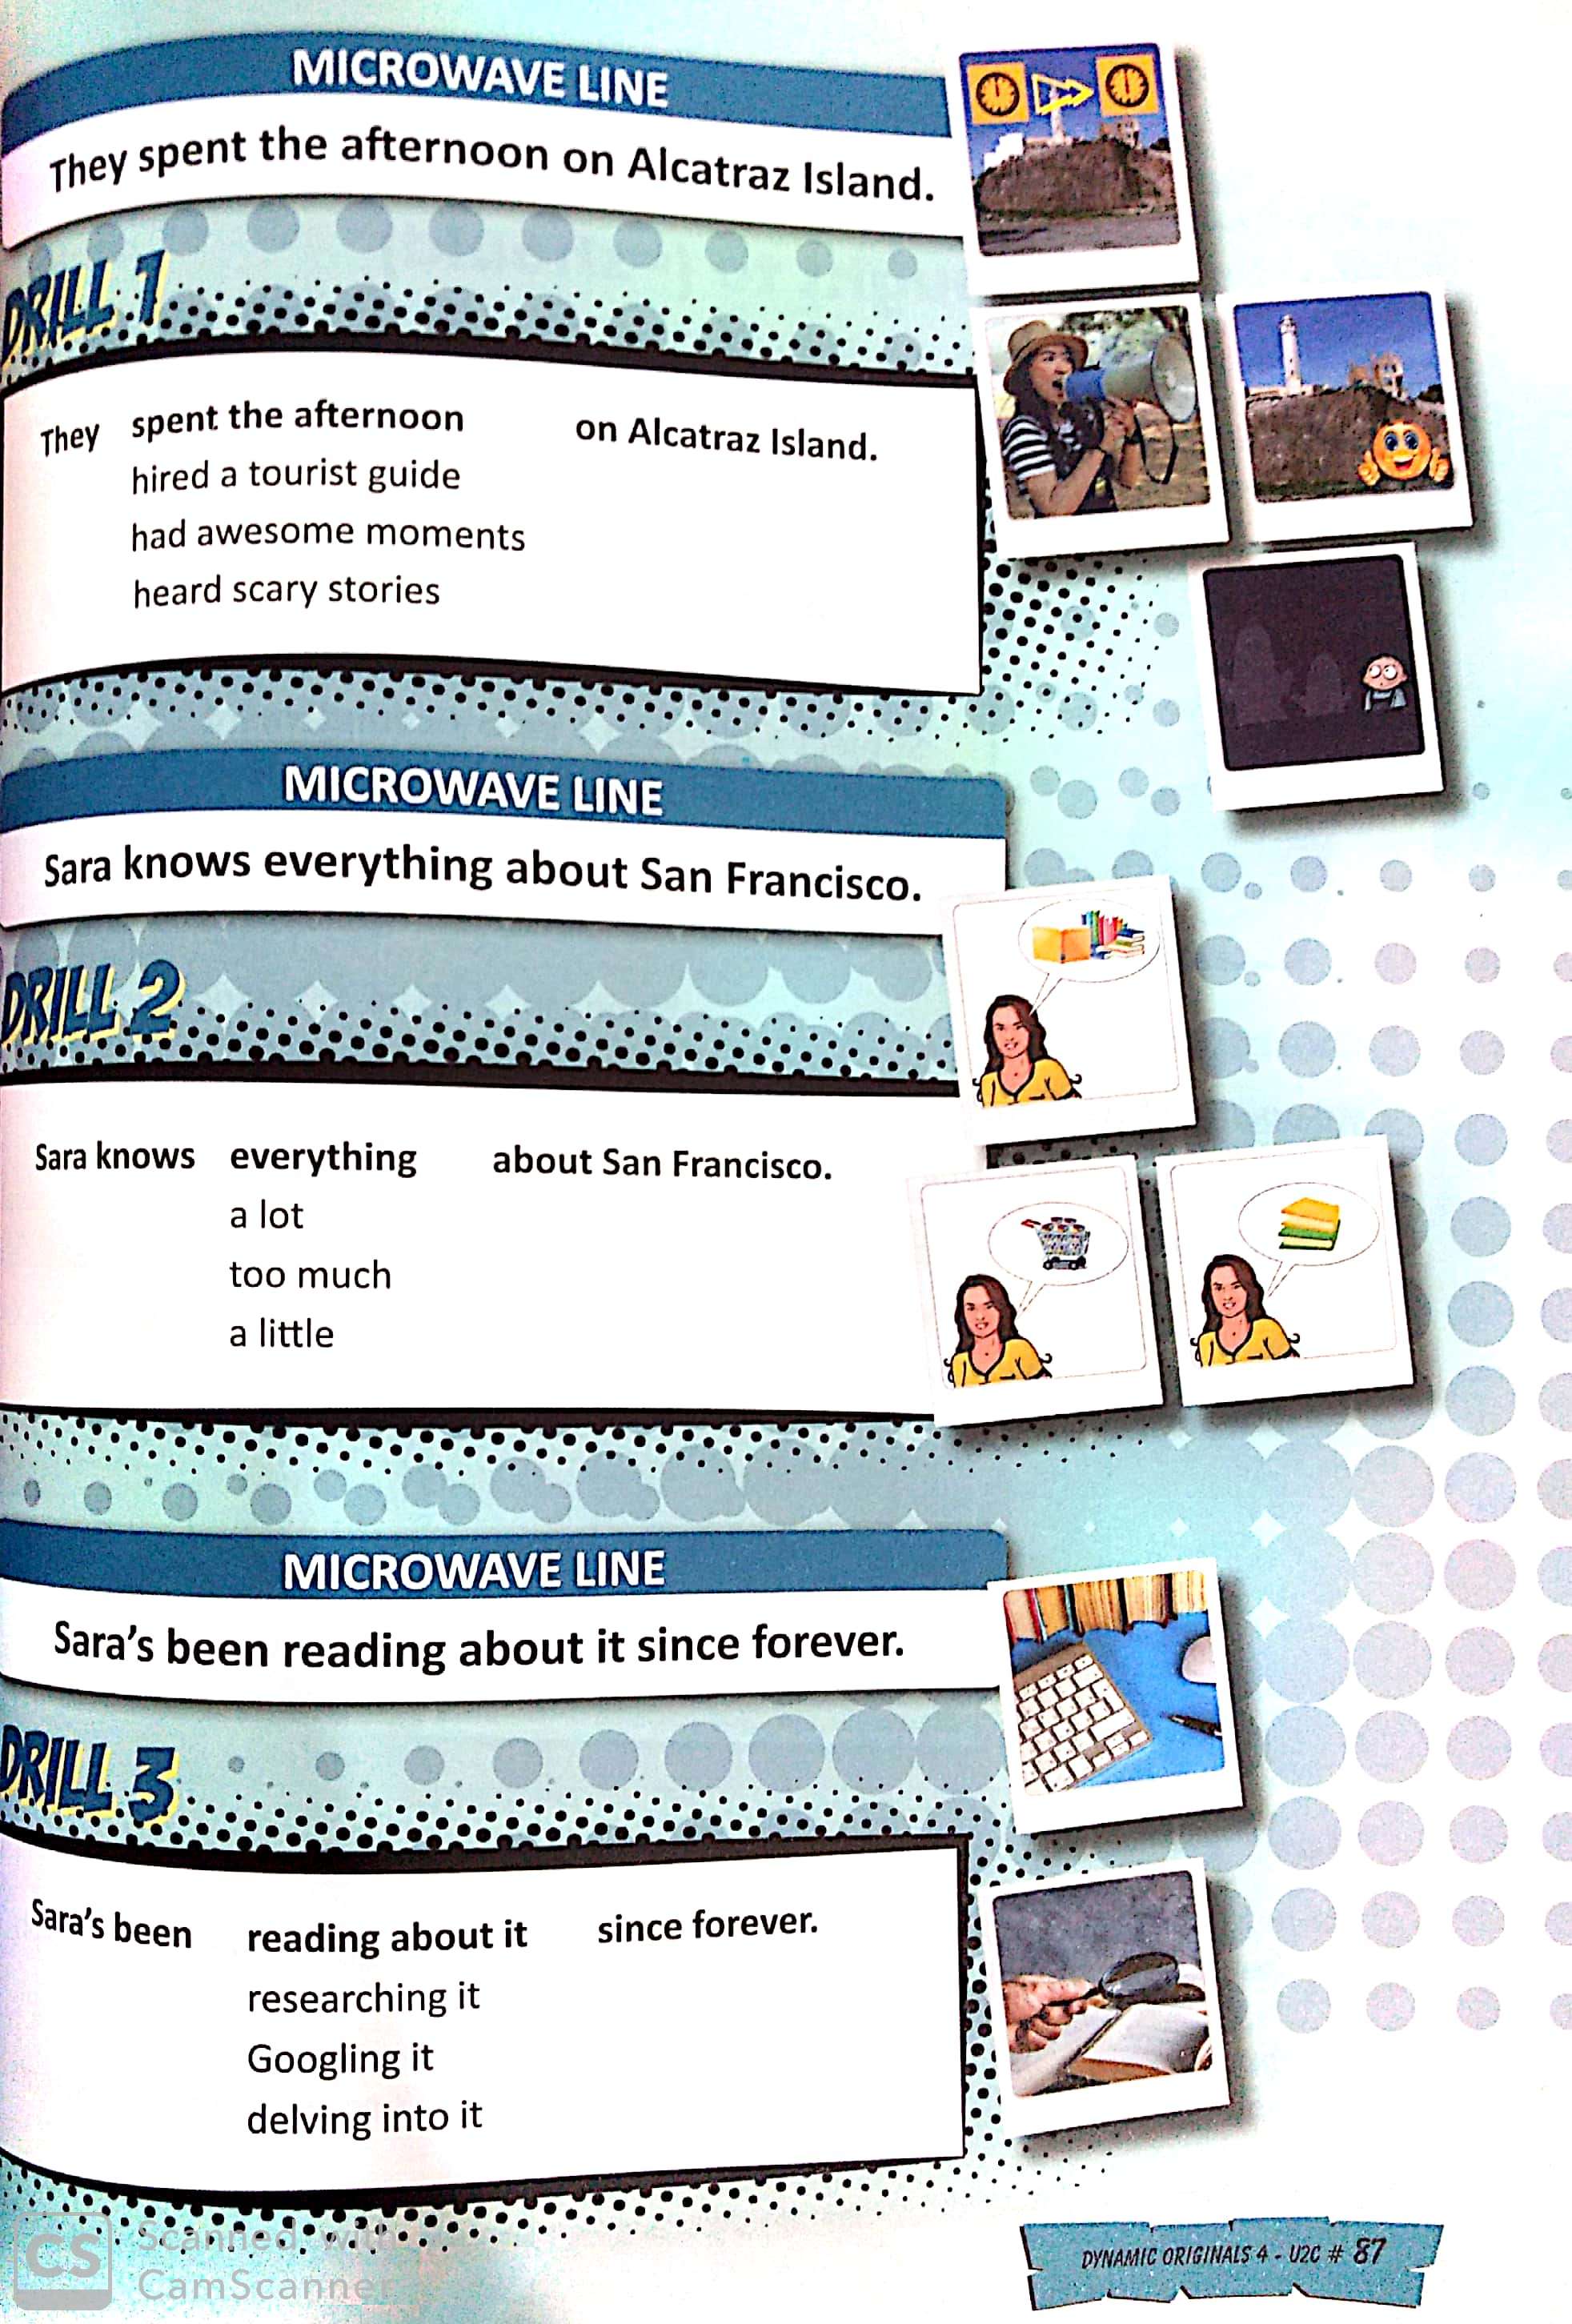 MICROWAVE LINE
They spent the afternoon on Alcatraz Island.
DRILL 1
They spent the afternoon on Alcatraz Island.
hired a tourist guide
had awesome moments
heard scary stories
MICROWAVE LINE
Sara knows everything about San Francisco.
DRILL 2
Sara knows everything about San Francisco.
a lot
too much
a little
MICROWAVE LINE
Sara's been reading about it since forever.
DRILL 3
Sara's been reading about it since forever.
researching it
Googling it
delving into it
DYNAMIC ORIGINALS 4 - U2C # 87
CS Scanned with
CamScanner